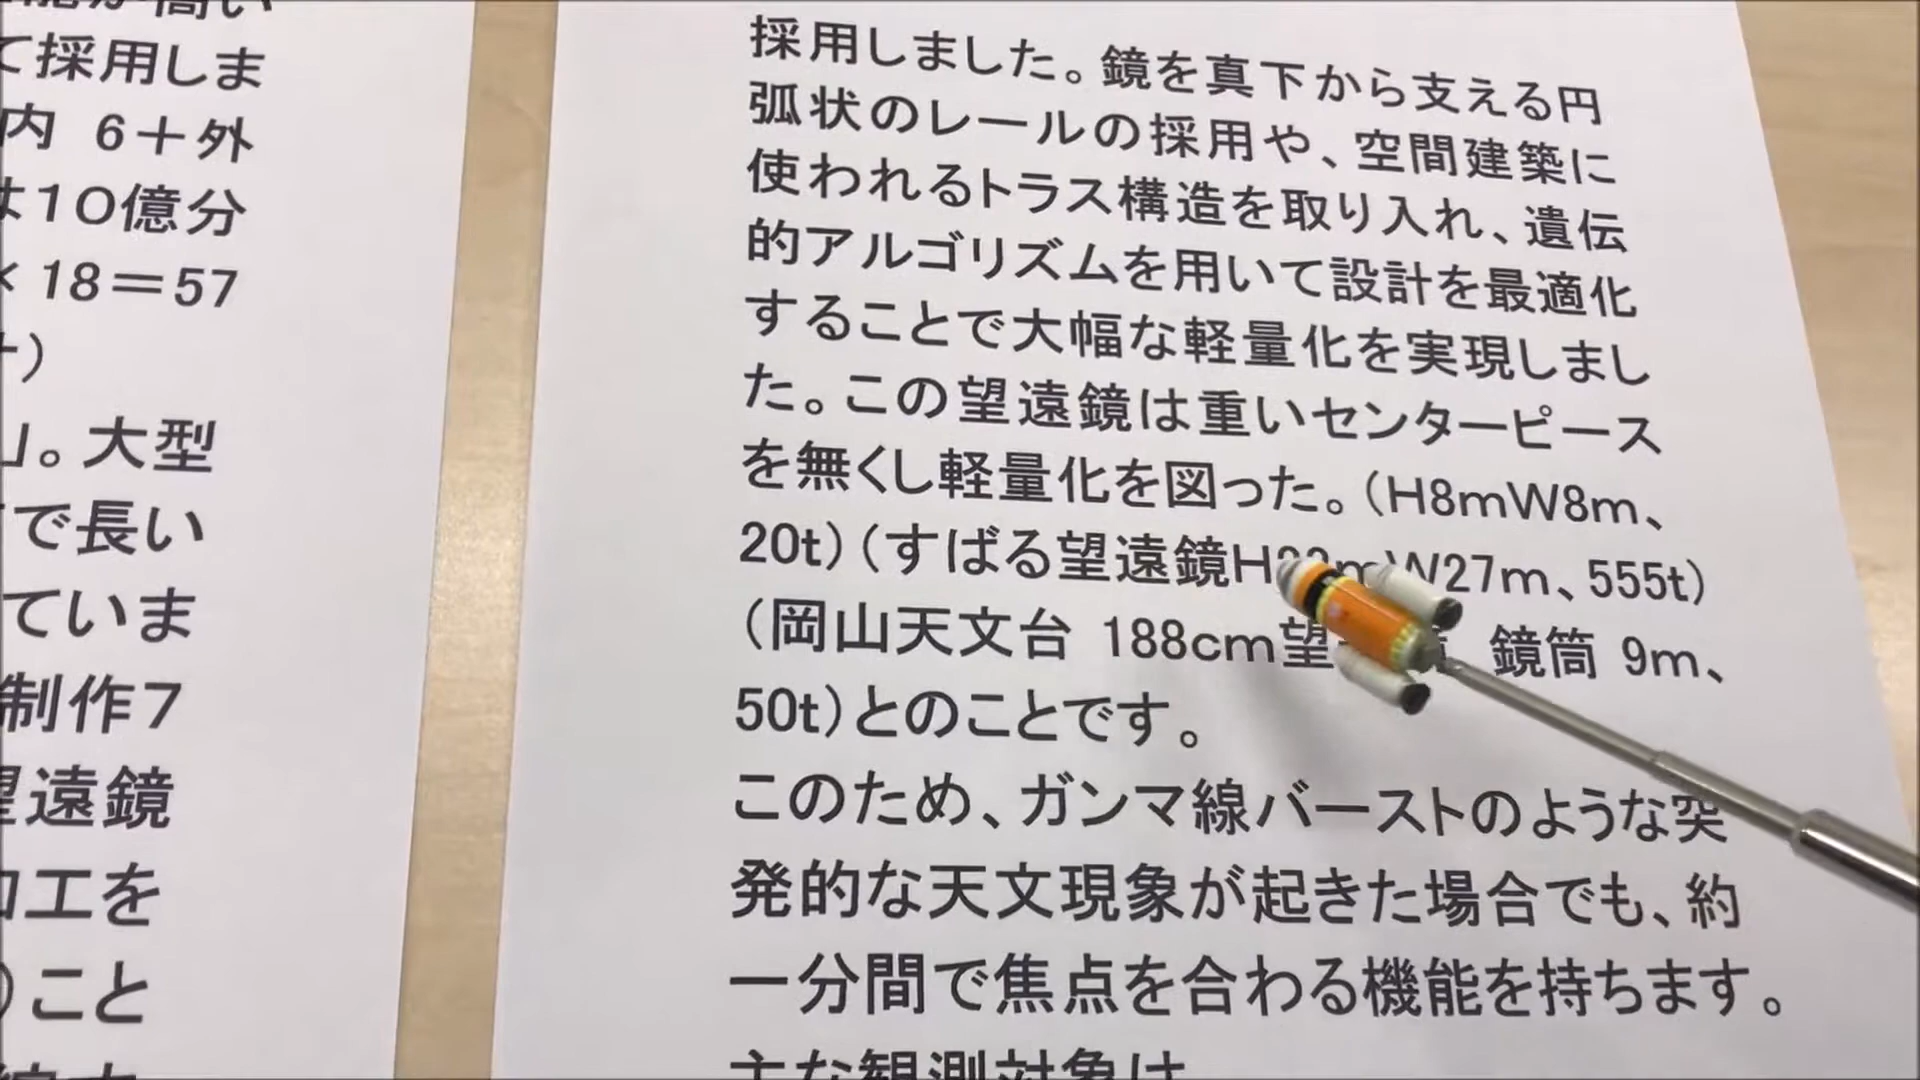 て採用しま
内 6＋外
は10億分
× 18＝57
)
山。大型
で長い
ていま
制作7
望遠鏡
加工を
)こと
採用しました。鏡を真下から支える円
弧状のレールの採用や、空間建築に
使われるトラス構造を取り入れ、遺伝
的アルゴリズムを用いて設計を最適化
することで大幅な軽量化を実現しまし
た。この望遠鏡は重いセンターピース
を無くし軽量化を図った。(H8mW8m、
20t)(すばる望遠鏡H W27m、555t)
(岡山天文台 188cm望 鏡筒 9m、
50t)とのことです。
このため、ガンマ線バーストのような突
発的な天文現象が起きた場合でも、約
一分間で焦点を合わる機能を持ちます。
主な観測対象は